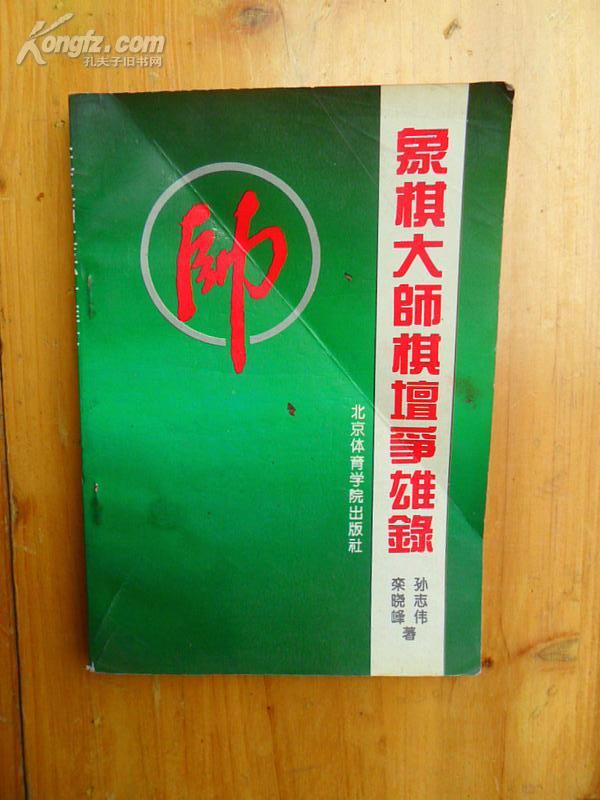 Kongfz.com
孔夫子旧书网
象棋大師棋壇爭雄錄
孙志伟
栾晓峰
著
帥
北京体育学院出版社